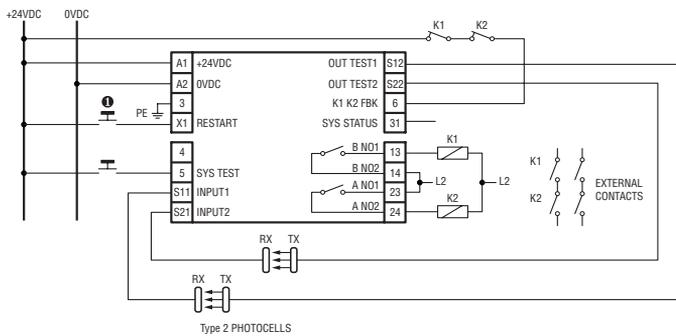 +24VDC 0VDC
K1 K2
A1 +24VDC OUT TEST1 S12
A2 0VDC OUT TEST2 S22
PE 3 K1 K2 FBK 6
❶ X1 RESTART SYS STATUS 31
4 B NO1 13 K1
5 SYS TEST B NO2 14 L2 L2
S11 INPUT1 A NO1 23
S21 INPUT2 A NO2 24 K2
K1
K2
EXTERNAL
CONTACTS
RX TX
RX TX
Type 2 PHOTOCELLS